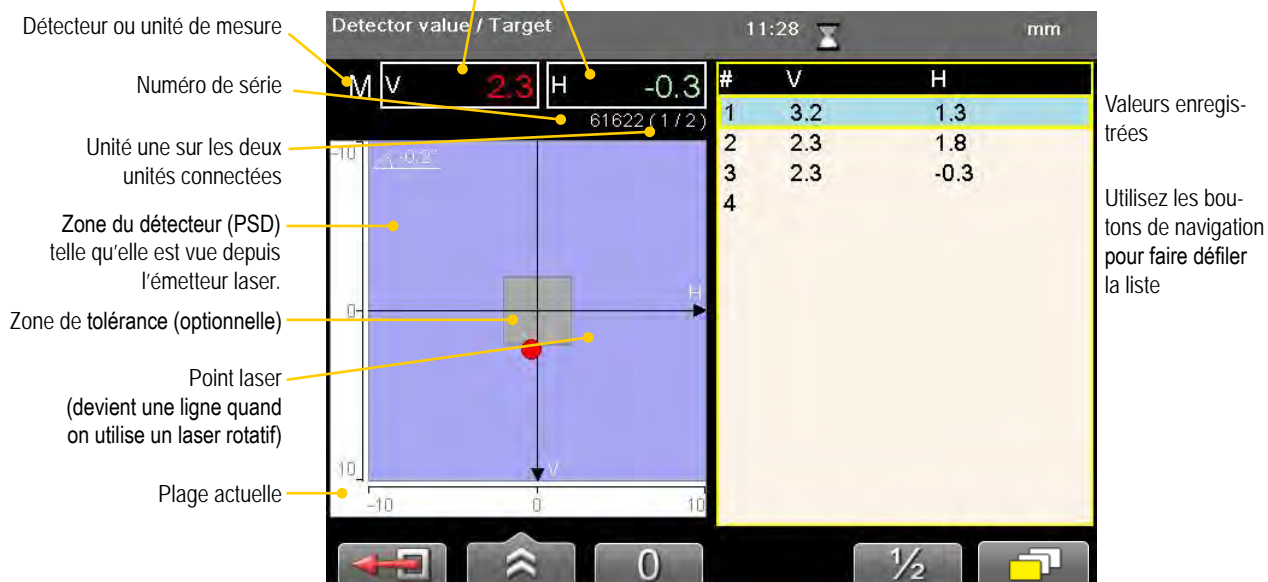 Détecteur ou unité de mesure
Numéro de série
Unité une sur les deux
unités connectées
Zone du détecteur (PSD)
telle qu'elle est vue depuis
l'émetteur laser.
Zone de tolérance (optionnelle)
Point laser
(devient une ligne quand
on utilise un laser rotatif)
Plage actuelle
Detector value / Target 11:28 mm
M V 2.3 H -0.3
61622 ( 1 / 2 )
-10
-0.2°
0
H
10
V
-10 0 10
# V H
1 3.2 1.3
2 2.3 1.8
3 2.3 -0.3
4
0
½
Valeurs enregis-
trées
Utilisez les bou-
tons de navigation
pour faire défiler
la liste